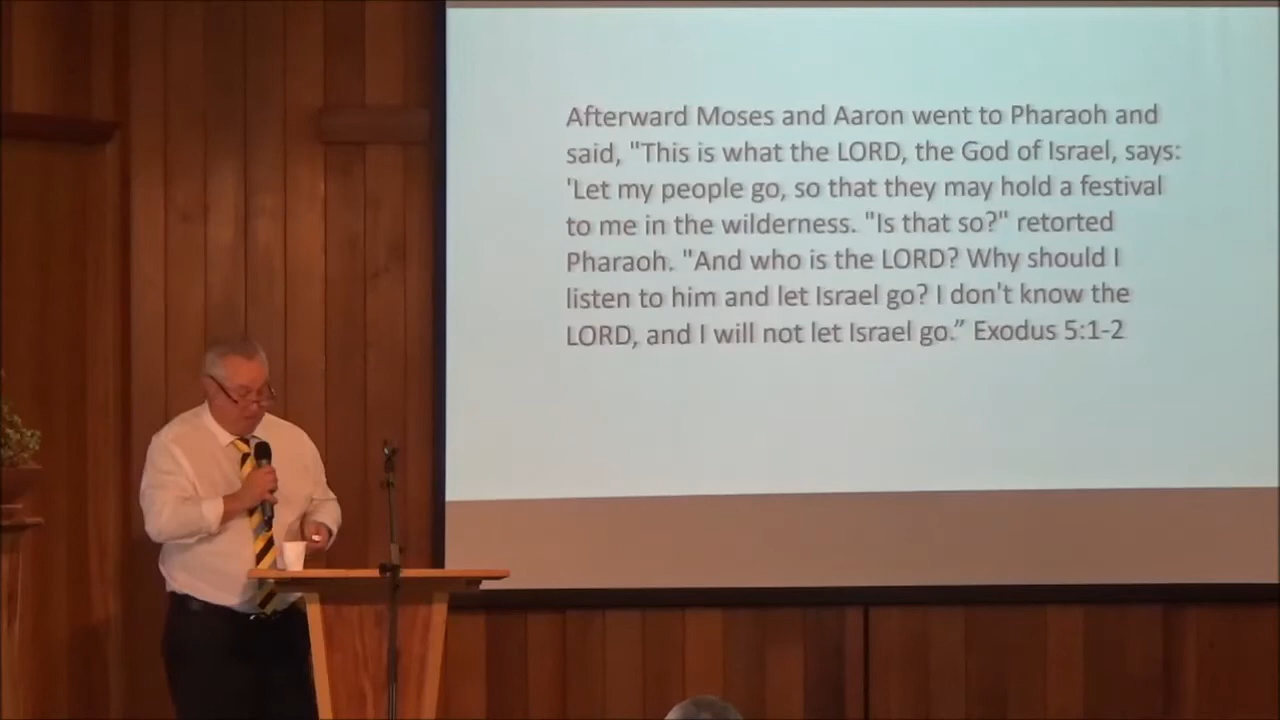 Afterward Moses and Aaron went to Pharaoh and
said, "This is what the LORD, the God of Israel, says:
'Let my people go, so that they may hold a festival
to me in the wilderness. "Is that so?" retorted
Pharaoh. "And who is the LORD? Why should I
listen to him and let Israel go? I don't know the
LORD, and I will not let Israel go.” Exodus 5:1-2